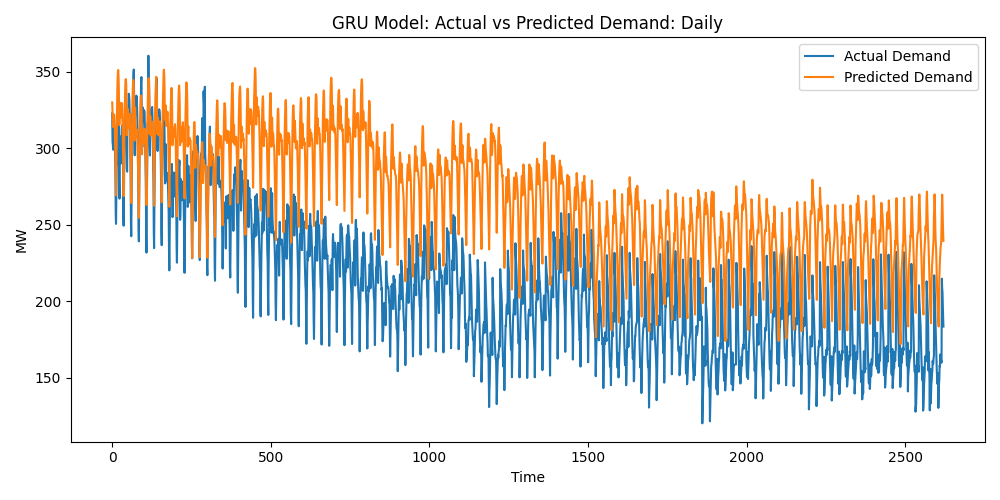 GRU Model: Actual vs Predicted Demand: Daily
Actual Demand
Predicted Demand
MW
350
300
250
200
150
0
500
1000
1500
2000
2500
Time